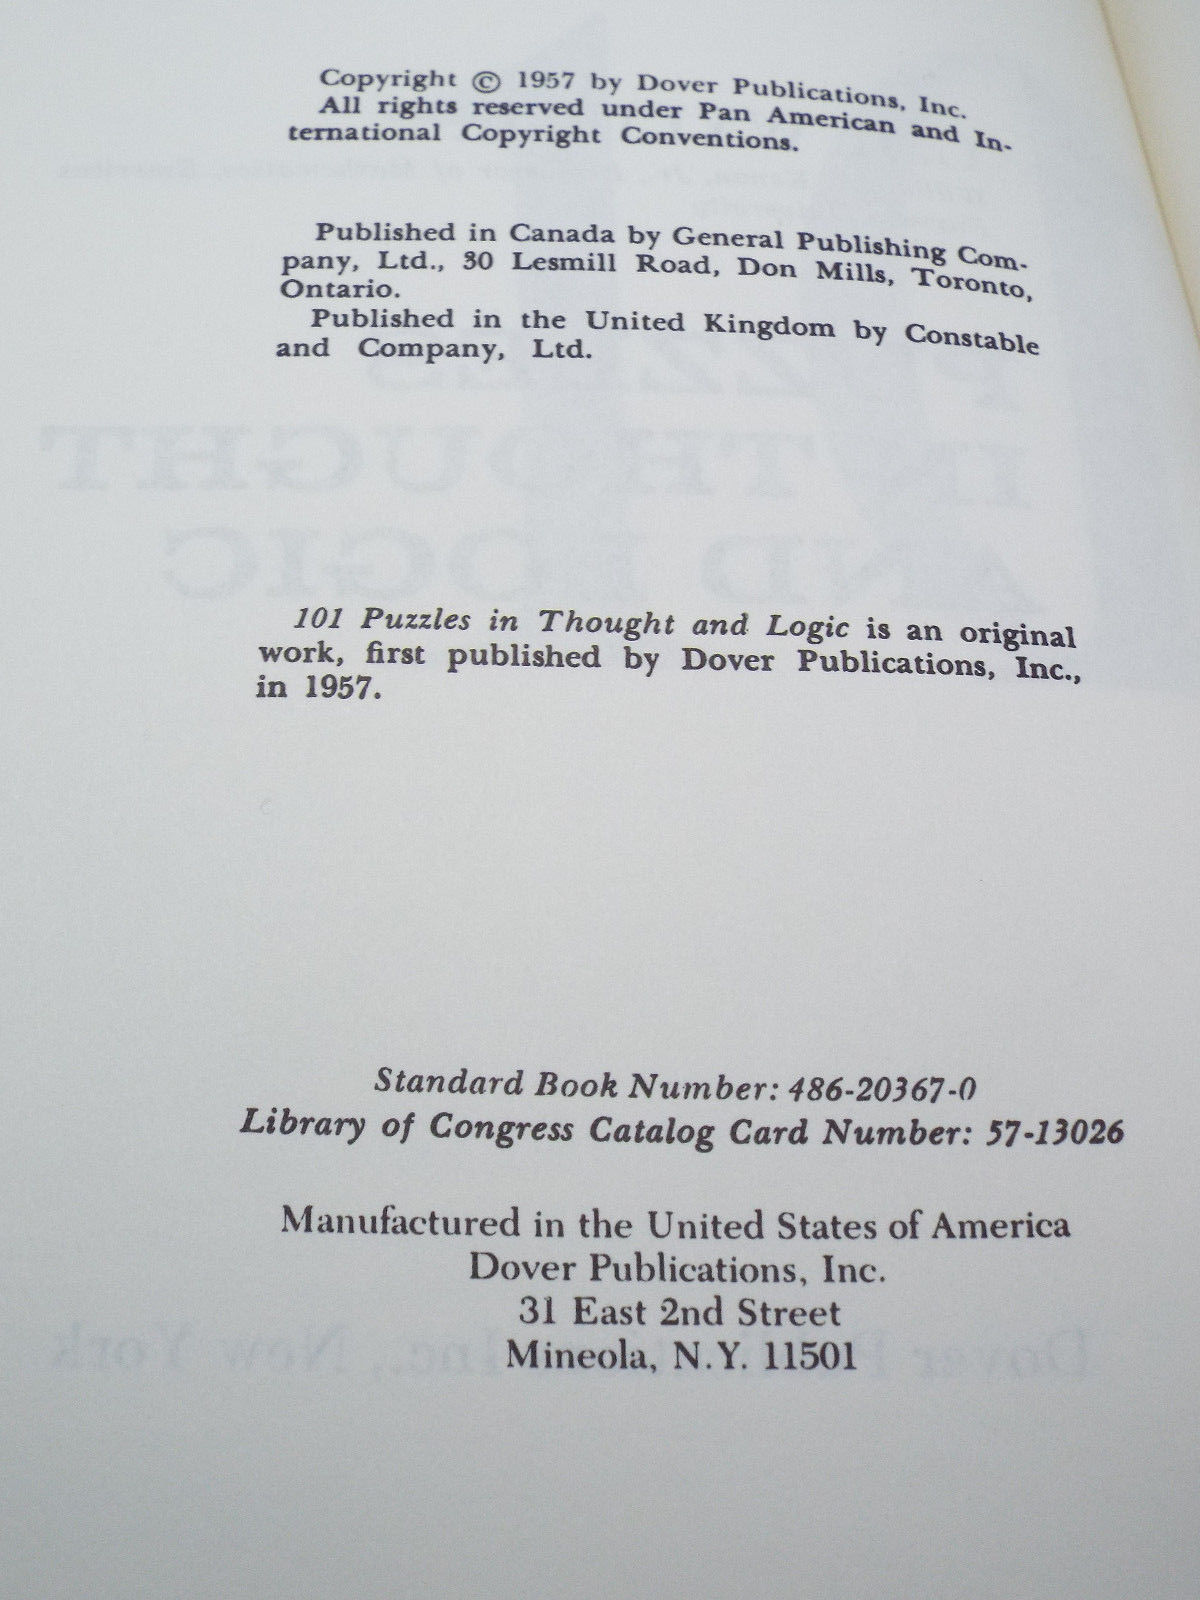 Copyright © 1957 by Dover Publications, Inc.
All rights reserved under Pan American and In-
ternational Copyright Conventions.
Published in Canada by General Publishing Com-
pany, Ltd., 30 Lesmill Road, Don Mills, Toronto,
Ontario.
Published in the United Kingdom by Constable
and Company, Ltd.
101 Puzzles in Thought and Logic is an original
work, first published by Dover Publications, Inc.,
in 1957.
Standard Book Number: 486-20367-0
Library of Congress Catalog Card Number: 57-13026
Manufactured in the United States of America
Dover Publications, Inc.
31 East 2nd Street
Mineola, N.Y. 11501